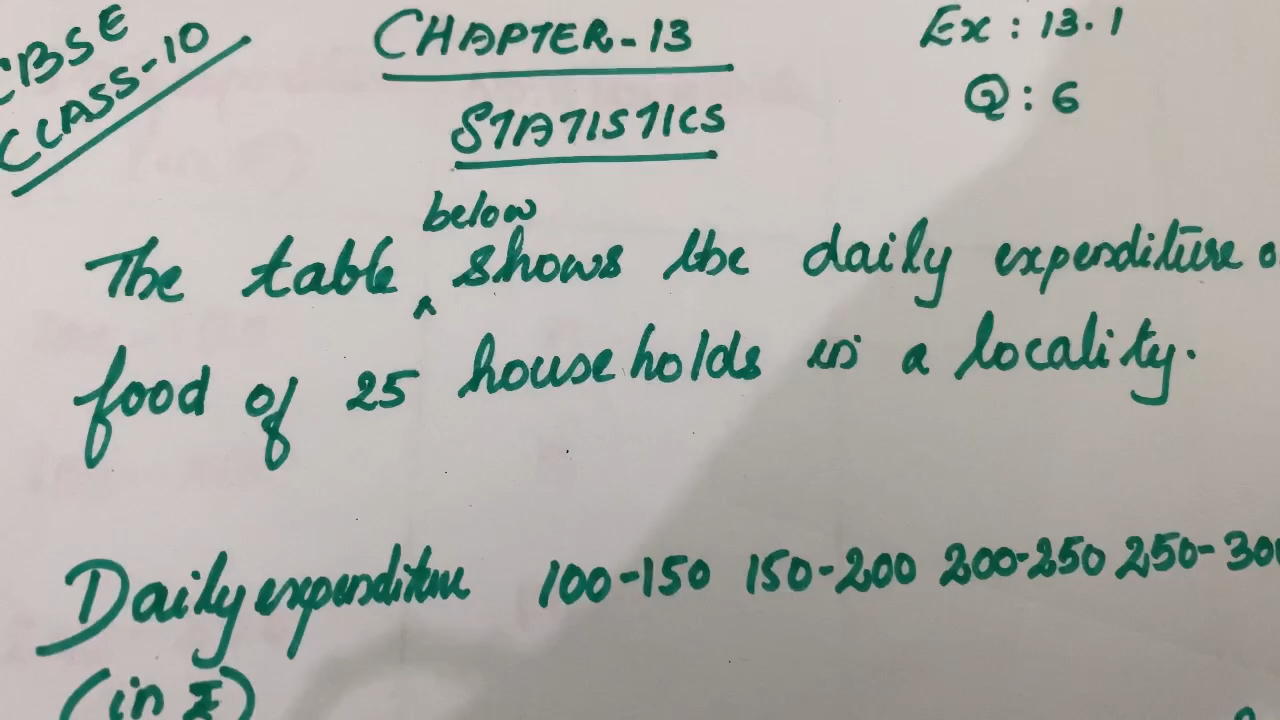 CBSE
CLASS-10
CHAPTER-13
STATISTICS
Ex: 13.1
Q: 6
below
The table ^ shows the daily expenditure o
food of 25 households in a locality.
Daily expenditure 100-150 150-200 200-250 250-300
(in ₹)